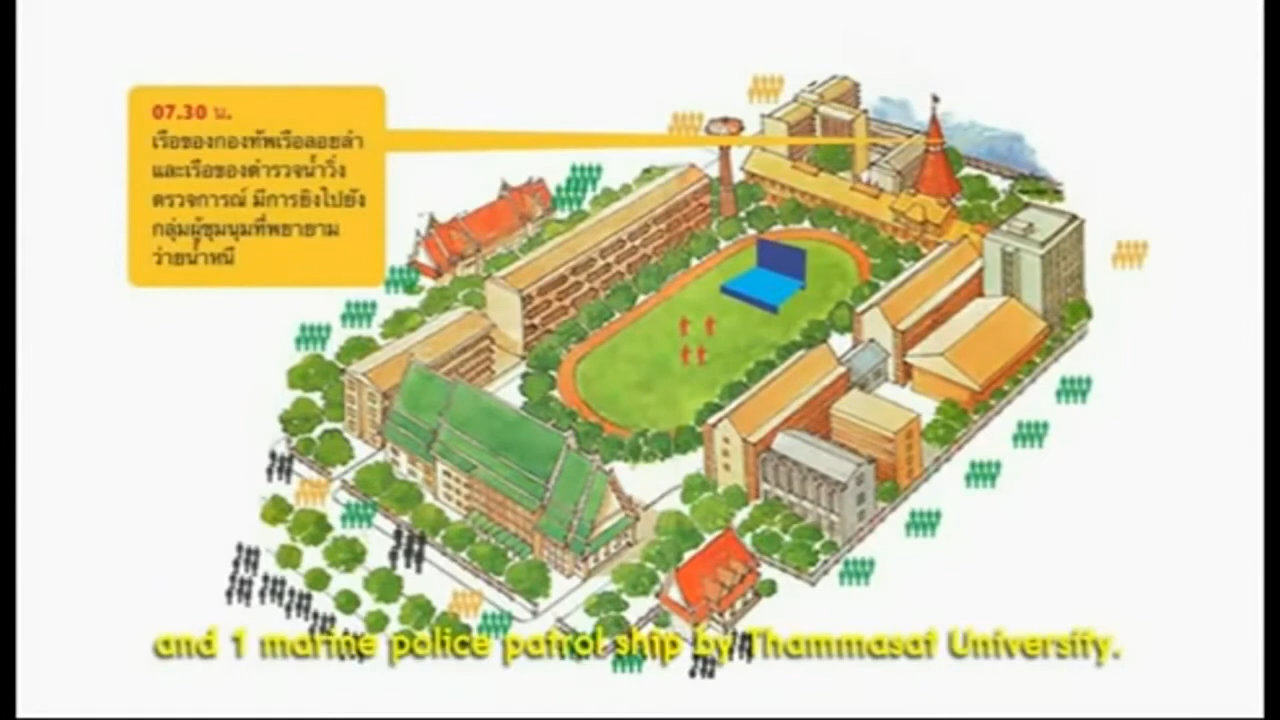 07.30 น.
เรือของกองทัพเรือลอยลำ
และเรือของตำรวจน้ำวิ่ง
ตรวจการณ์ มีการยิงไปยัง
กลุ่มผู้ชุมนุมที่พยายาม
ว่ายน้ำหนี
and 1 marine police patrol ship by Thammasat University.